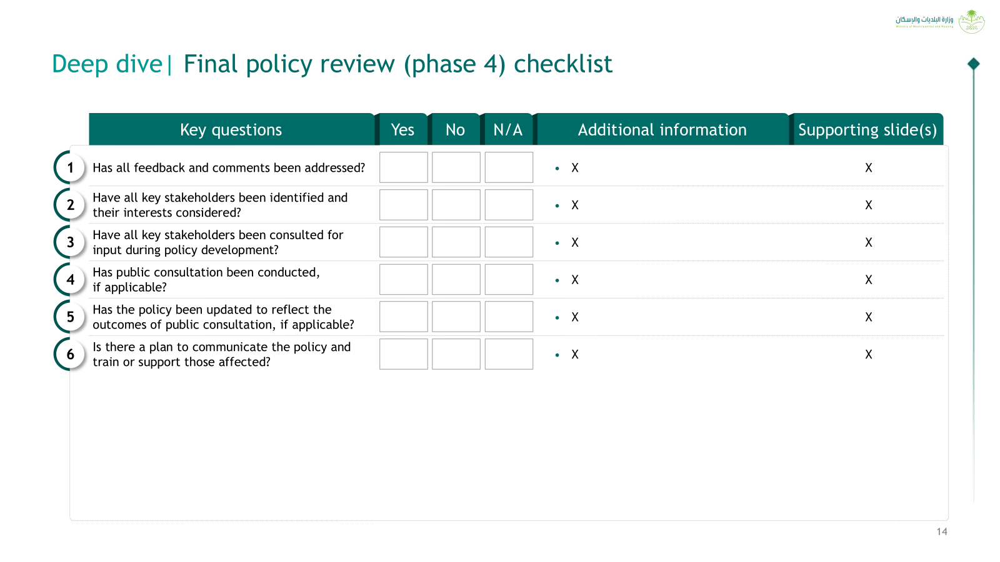 وزارة البلديات والإسكان
Ministry of Municipalities and Housing
Deep dive| Final policy review (phase 4) checklist
Key questions Yes No N/A Additional information Supporting slide(s)
1 Has all feedback and comments been addressed? • X X
2 Have all key stakeholders been identified and
their interests considered? • X X
3 Have all key stakeholders been consulted for
input during policy development? • X X
4 Has public consultation been conducted,
if applicable? • X X
5 Has the policy been updated to reflect the
outcomes of public consultation, if applicable? • X X
6 Is there a plan to communicate the policy and
train or support those affected? • X X
14